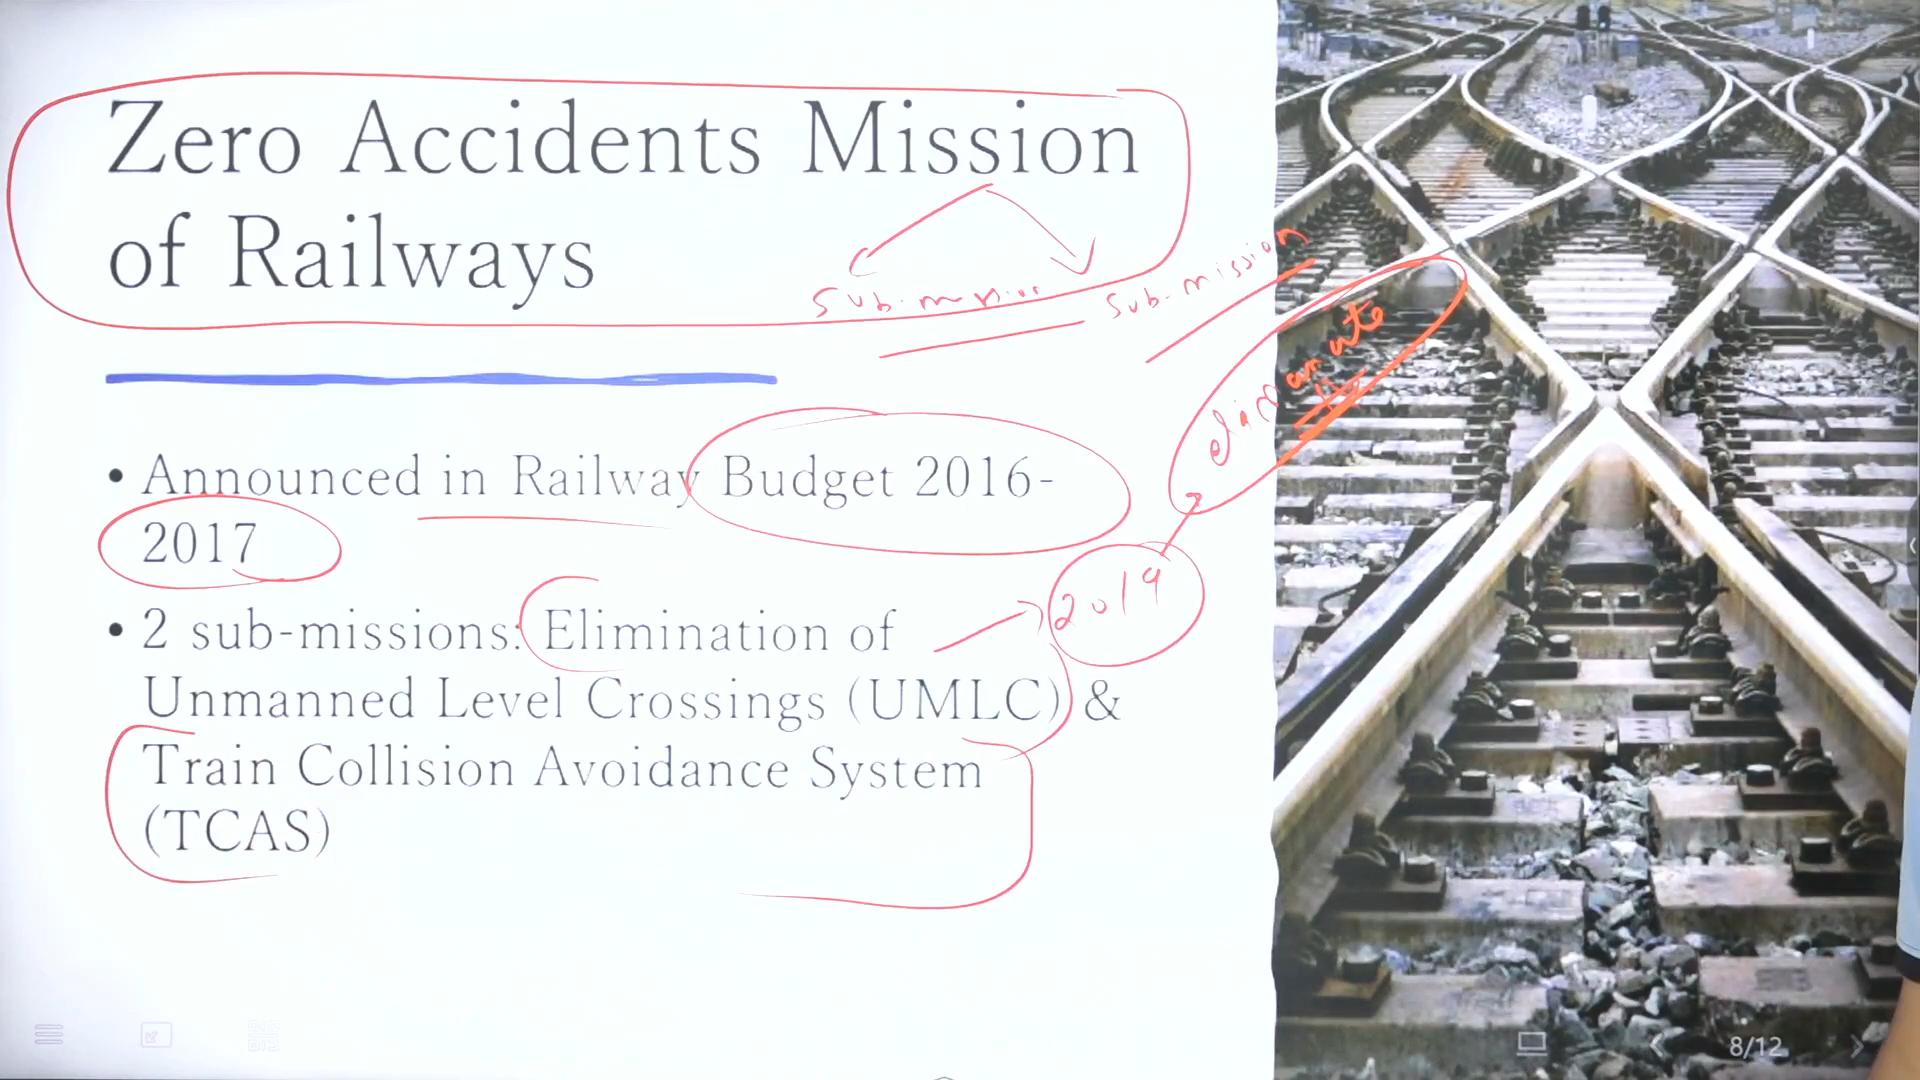 Zero Accidents Mission
of Railways
Sub-mission
Sub-mission
eliminate
• Announced in Railway Budget 2016-
2017
2019
• 2 sub-missions: Elimination of
Unmanned Level Crossings (UMLC) &
Train Collision Avoidance System
(TCAS)
8/12